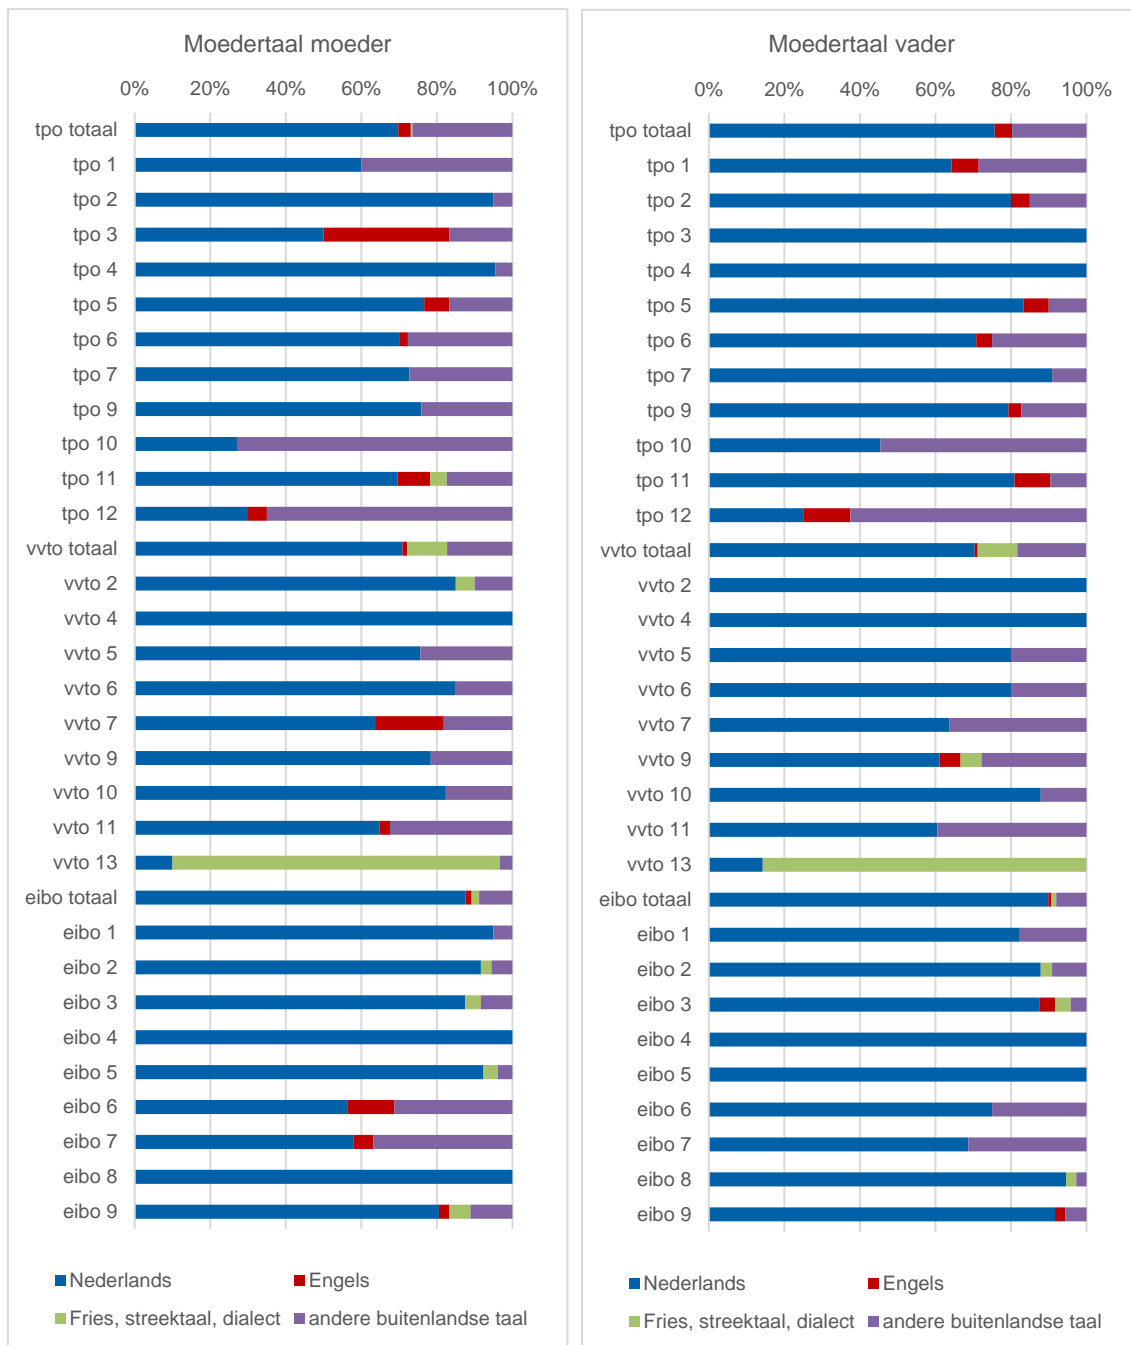 Moedertaal moeder
0% 20% 40% 60% 80% 100%
tpo totaal
tpo 1
tpo 2
tpo 3
tpo 4
tpo 5
tpo 6
tpo 7
tpo 9
tpo 10
tpo 11
tpo 12
vvto totaal
vvto 2
vvto 4
vvto 5
vvto 6
vvto 7
vvto 9
vvto 10
vvto 11
vvto 13
eibo totaal
eibo 1
eibo 2
eibo 3
eibo 4
eibo 5
eibo 6
eibo 7
eibo 8
eibo 9
Nederlands Engels
Fries, streektaal, dialect andere buitenlandse taal
Moedertaal vader
0% 20% 40% 60% 80% 100%
tpo totaal
tpo 1
tpo 2
tpo 3
tpo 4
tpo 5
tpo 6
tpo 7
tpo 9
tpo 10
tpo 11
tpo 12
vvto totaal
vvto 2
vvto 4
vvto 5
vvto 6
vvto 7
vvto 9
vvto 10
vvto 11
vvto 13
eibo totaal
eibo 1
eibo 2
eibo 3
eibo 4
eibo 5
eibo 6
eibo 7
eibo 8
eibo 9
Nederlands Engels
Fries, streektaal, dialect andere buitenlandse taal